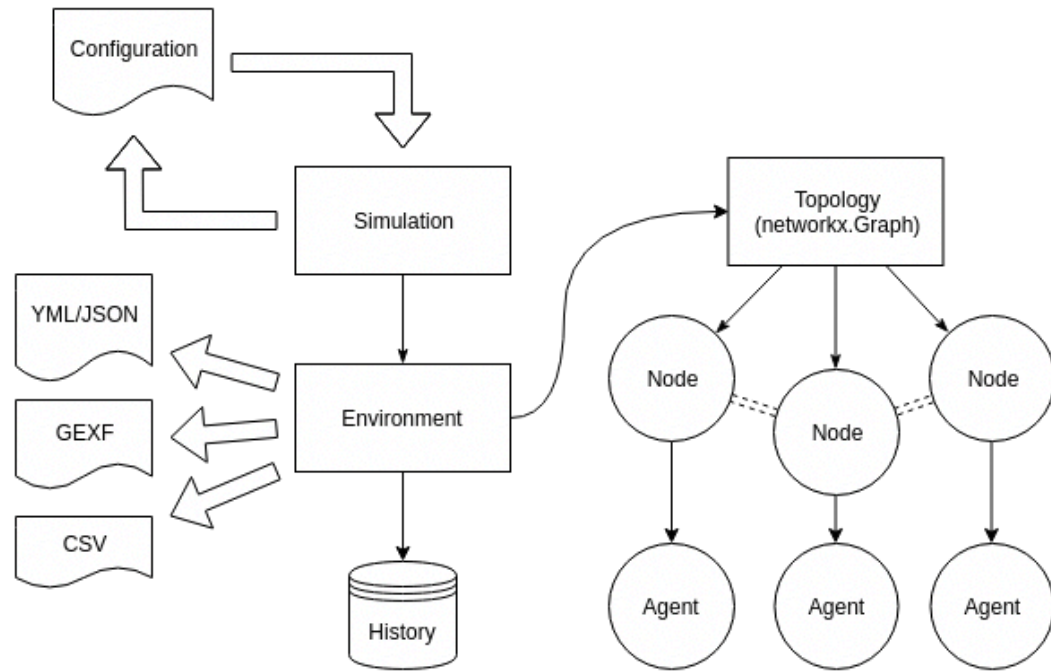 Configuration
Simulation
Topology
(networkx.Graph)
YML/JSON
Environment
GEXF
CSV
History
Node
Node
Node
Agent
Agent
Agent